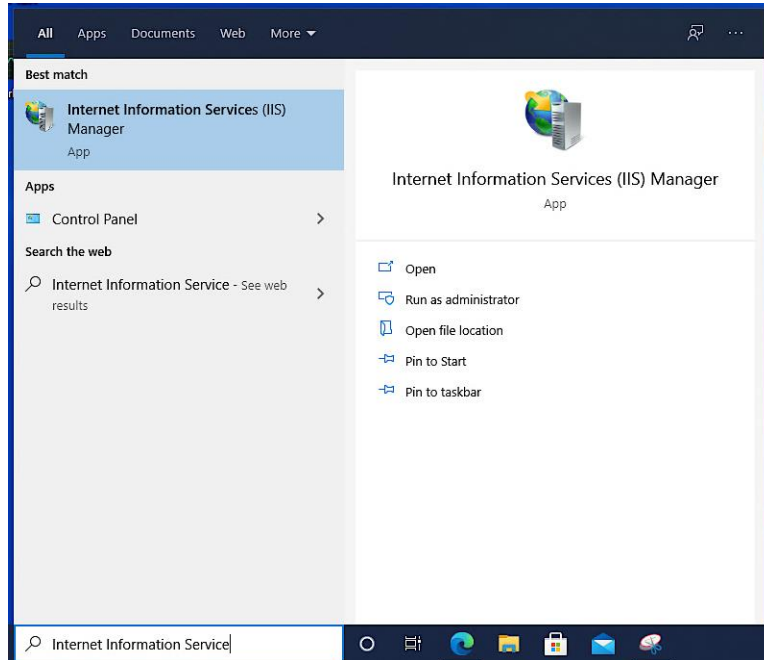 All Apps Documents Web More
Best match
Internet Information Services (IIS)
Manager
App
Apps
Control Panel
Search the web
Internet Information Service - See web
results
Internet Information Services (IIS) Manager
App
Open
Run as administrator
Open file location
Pin to Start
Pin to taskbar
Internet Information Service